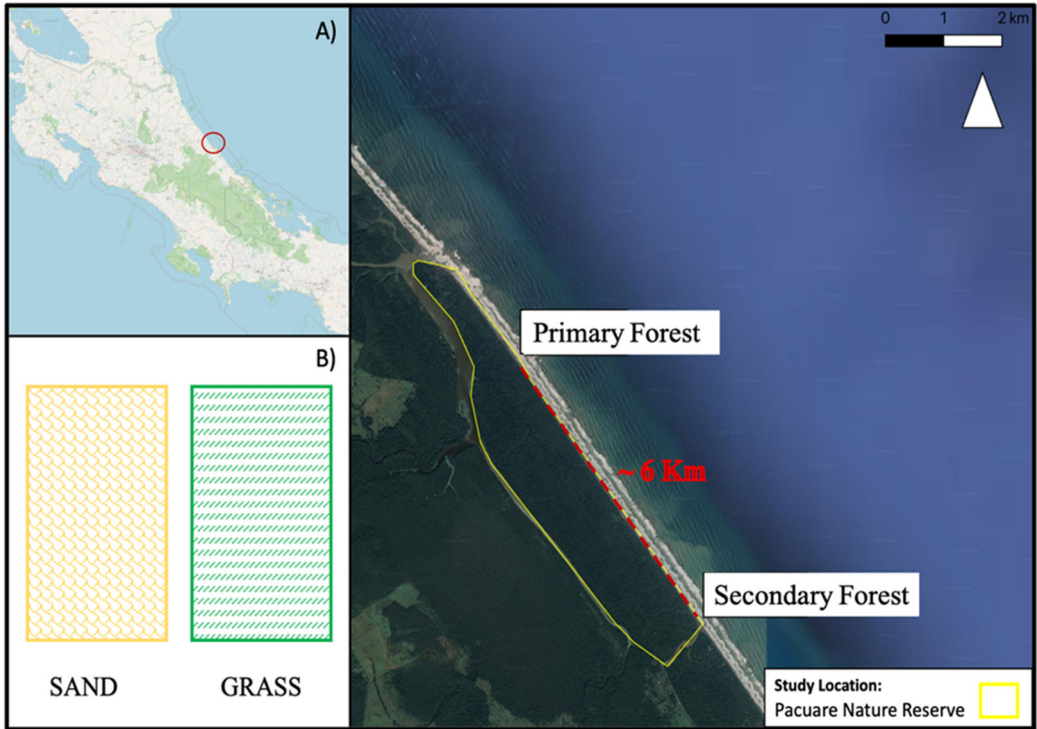 A)
0 1 2 km
Primary Forest
B)
~ 6 Km
Secondary Forest
SAND GRASS
Study Location:
Pacuare Nature Reserve